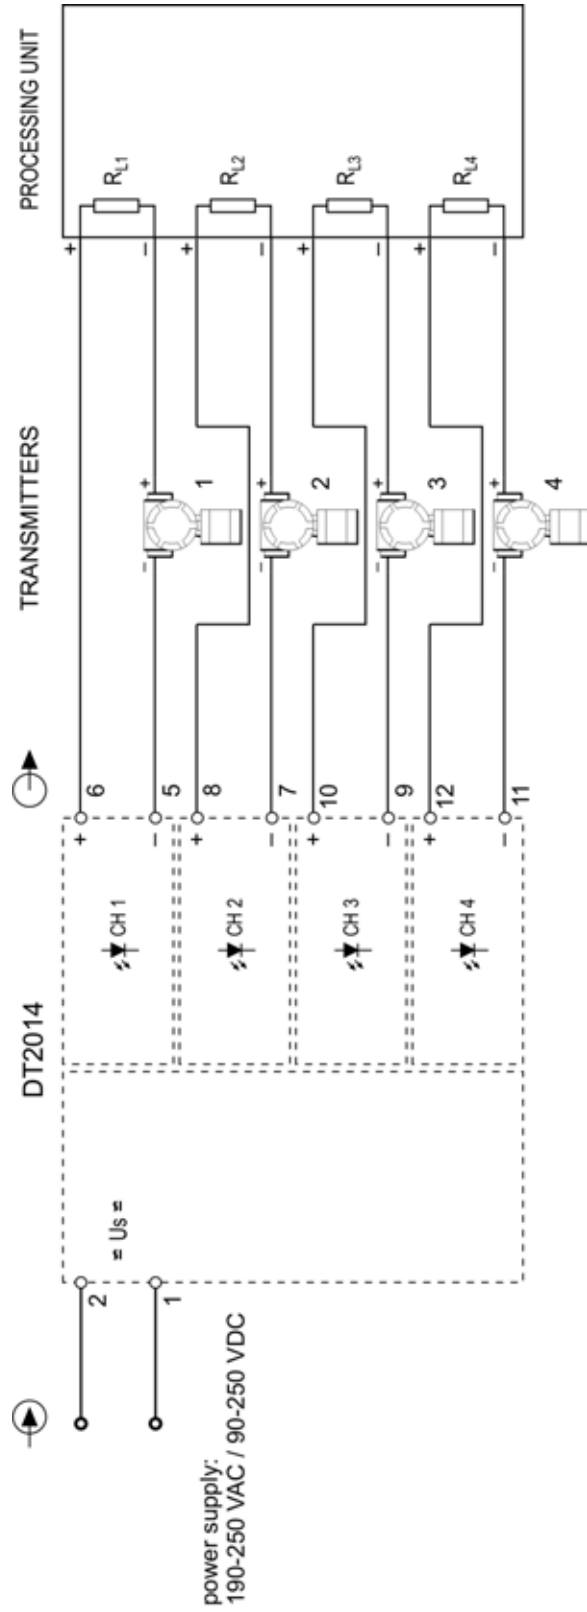 DT2014
TRANSMITTERS
PROCESSING UNIT
power supply:
190-250 VAC / 90-250 VDC
2
1
≂ Us ≂
CH 1
CH 2
CH 3
CH 4
+
6
–
5
+
8
–
7
+
10
–
9
+
12
–
11
– +
1
– +
2
– +
3
– +
4
+
–
+
–
+
–
+
–
RL1
RL2
RL3
RL4